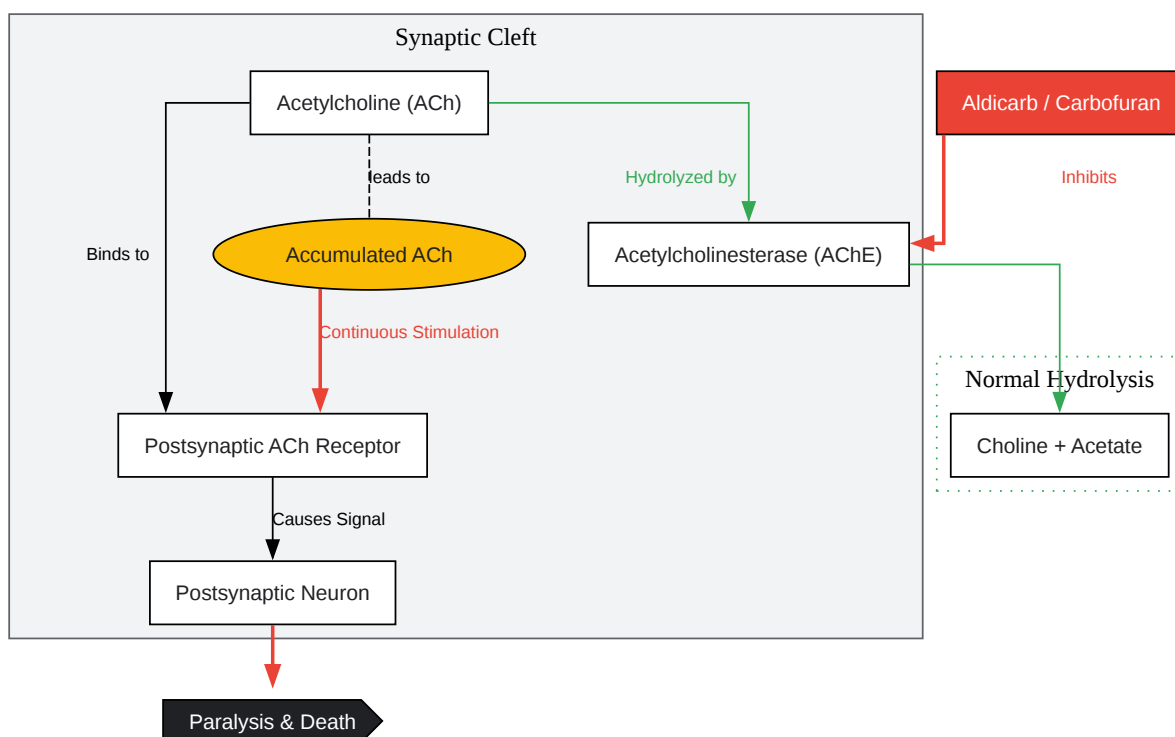 Synaptic Cleft
Acetylcholine (ACh)
Aldicarb / Carbofuran
leads to
Hydrolyzed by
Inhibits
Binds to
Accumulated ACh
Acetylcholinesterase (AChE)
Continuous Stimulation
Normal Hydrolysis
Postsynaptic ACh Receptor
Choline + Acetate
Causes Signal
Postsynaptic Neuron
Paralysis & Death